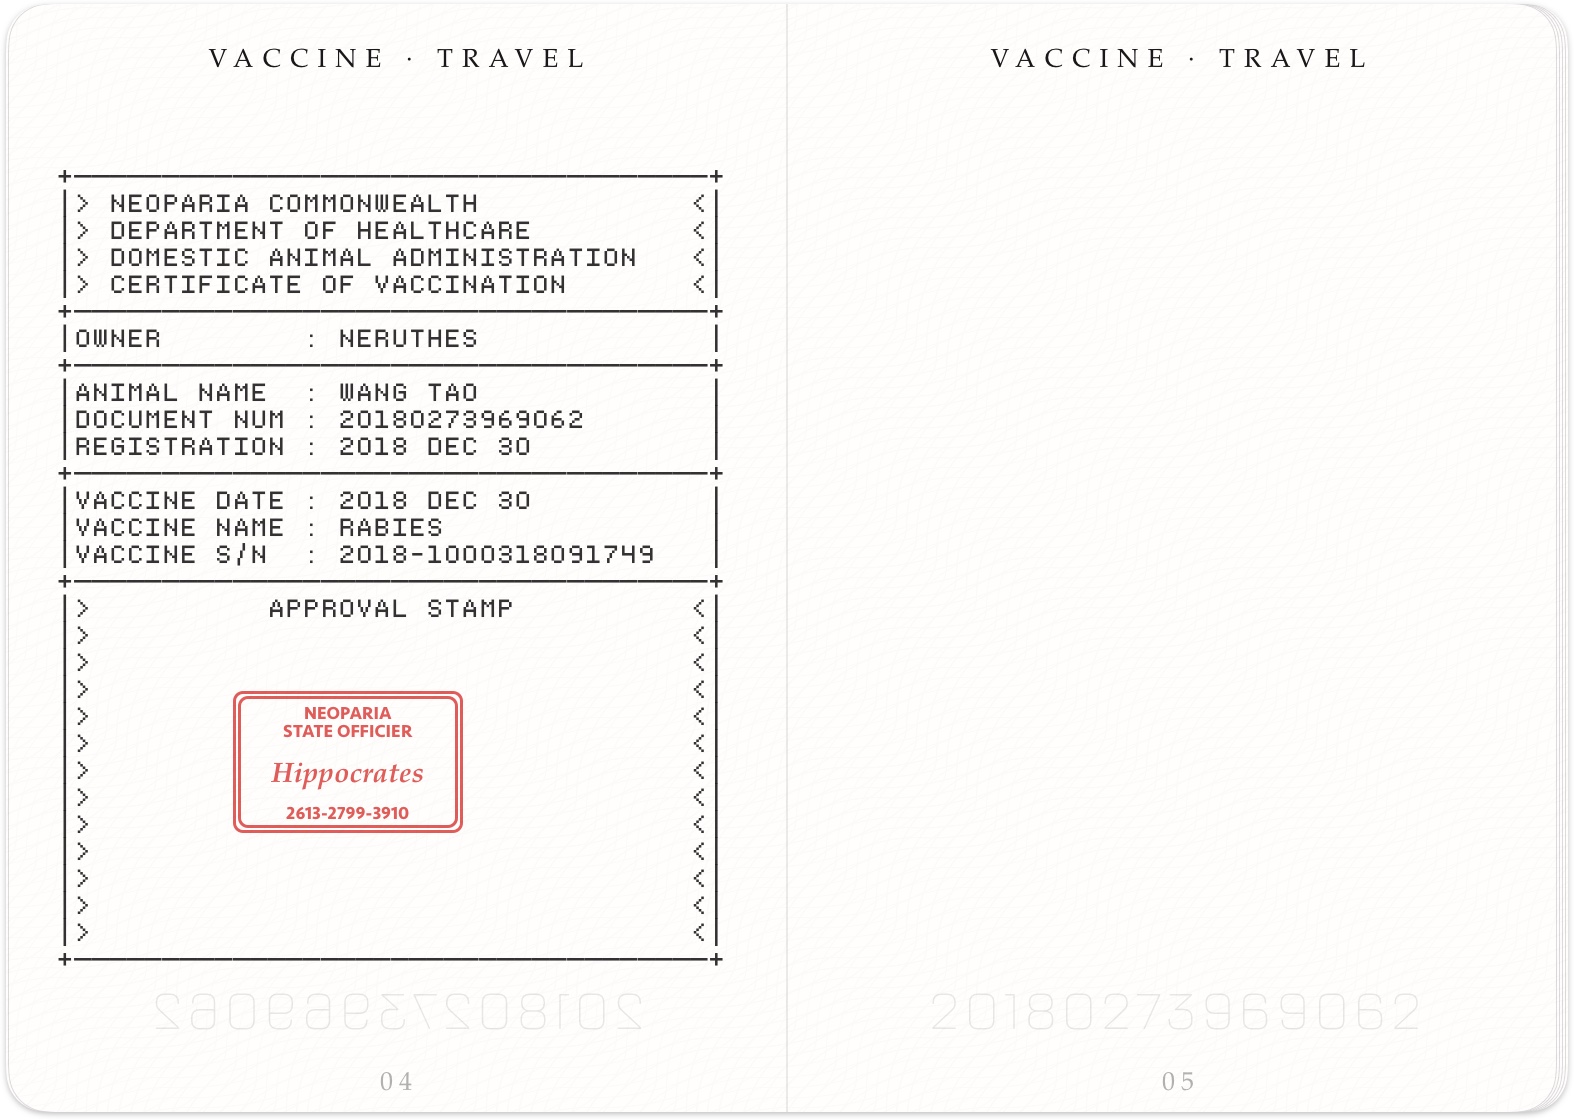 VACCINE · TRAVEL
NEOPARIA COMMONWEALTH
DEPARTMENT OF HEALTHCARE
DOMESTIC ANIMAL ADMINISTRATION
CERTIFICATE OF VACCINATION
OWNER : NERUTHES
ANIMAL NAME : WANG TAO
DOCUMENT NUM : 20180273969062
REGISTRATION : 2018 DEC 30
VACCINE DATE : 2018 DEC 30
VACCINE NAME : RABIES
VACCINE S/N : 2018-1000318091749
APPROVAL STAMP
NEOPARIA
STATE OFFICIER
Hippocrates
2613-2799-3910
20180273969062
04
VACCINE · TRAVEL
20180273969062
05